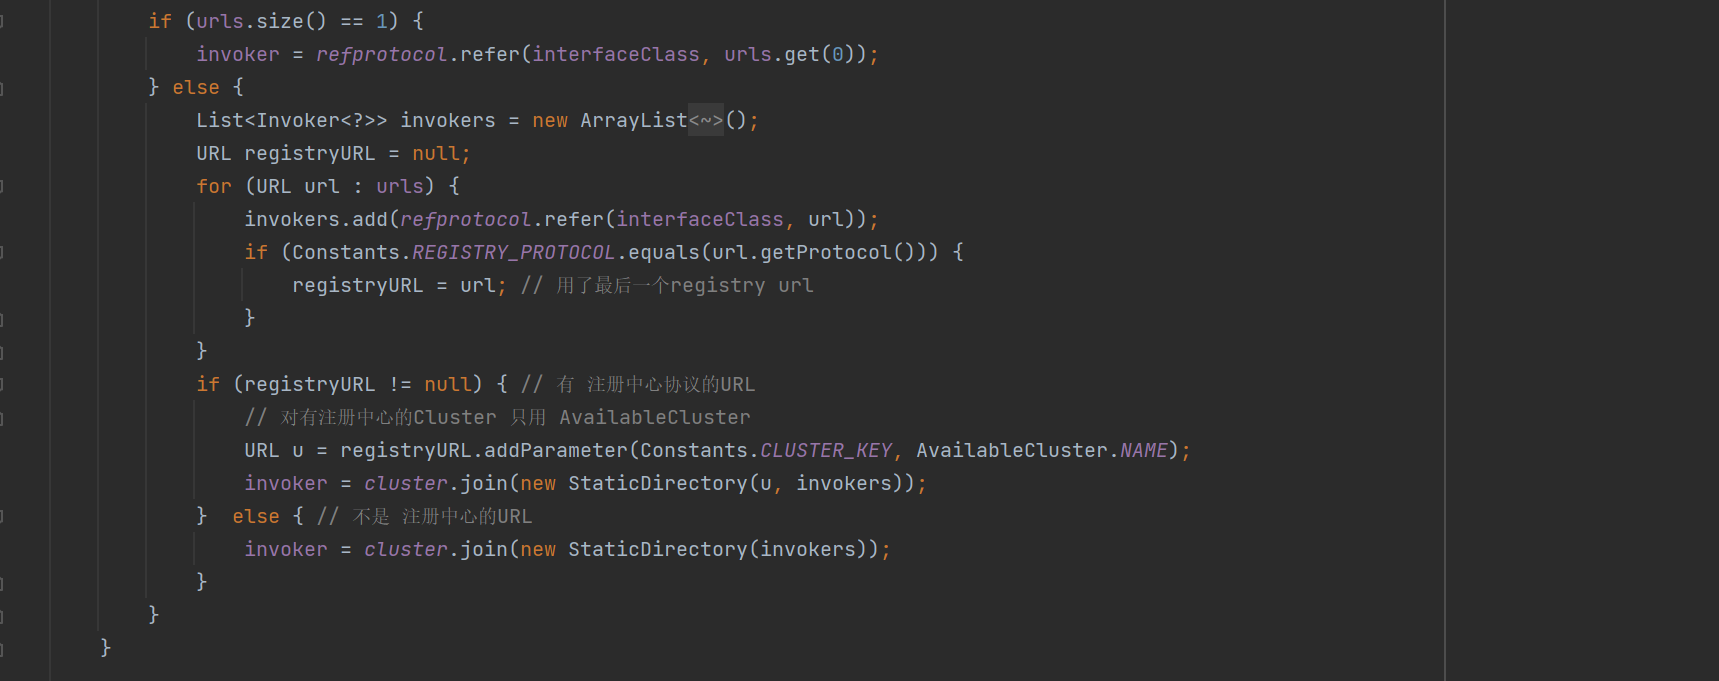 if (urls.size() == 1) {
invoker = refprotocol.refer(interfaceClass, urls.get(0));
} else {
List<Invoker<?>> invokers = new ArrayList<~>();
URL registryURL = null;
for (URL url : urls) {
invokers.add(refprotocol.refer(interfaceClass, url));
if (Constants.REGISTRY_PROTOCOL.equals(url.getProtocol())) {
registryURL = url; // 用了最后一个registry url
}
}
if (registryURL != null) { // 有 注册中心协议的URL
// 对有注册中心的Cluster 只用 AvailableCluster
URL u = registryURL.addParameter(Constants.CLUSTER_KEY, AvailableCluster.NAME);
invoker = cluster.join(new StaticDirectory(u, invokers));
}  else { // 不是 注册中心的URL
invoker = cluster.join(new StaticDirectory(invokers));
}
}
}